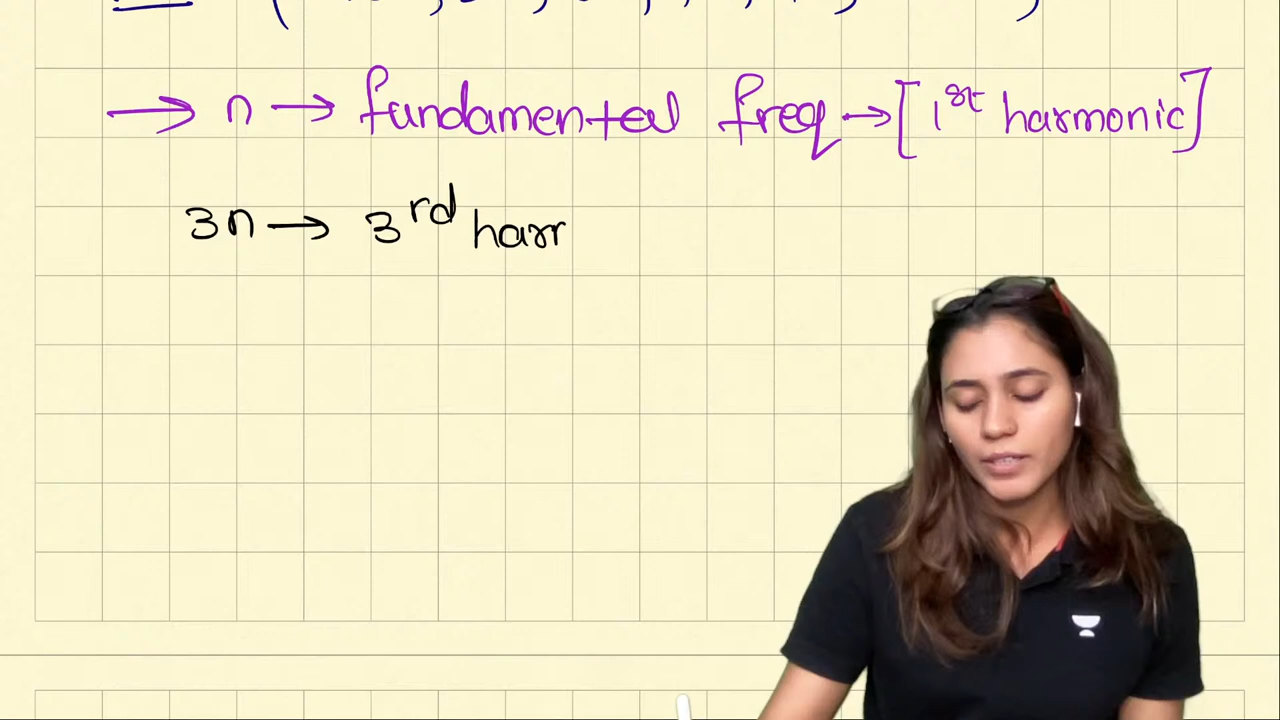 → n → fundamental freq → [1st harmonic]
3n → 3rd harr